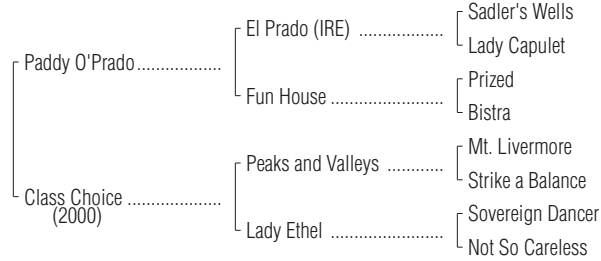 Sadler's Wells
El Prado (IRE) ..................
Lady Capulet
Paddy O'Prado..................
Prized
Fun House ........................
Bistra
Mt. Livermore
Peaks and Valleys ............
Strike a Balance
Class Choice ....................
(2000)
Sovereign Dancer
Lady Ethel ........................
Not So Careless